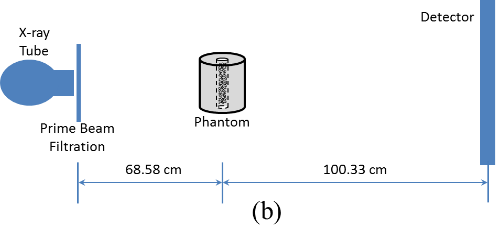 Detector
X-ray
Tube
Phantom
Prime Beam
Filtration
68.58 cm
100.33 cm
(b)